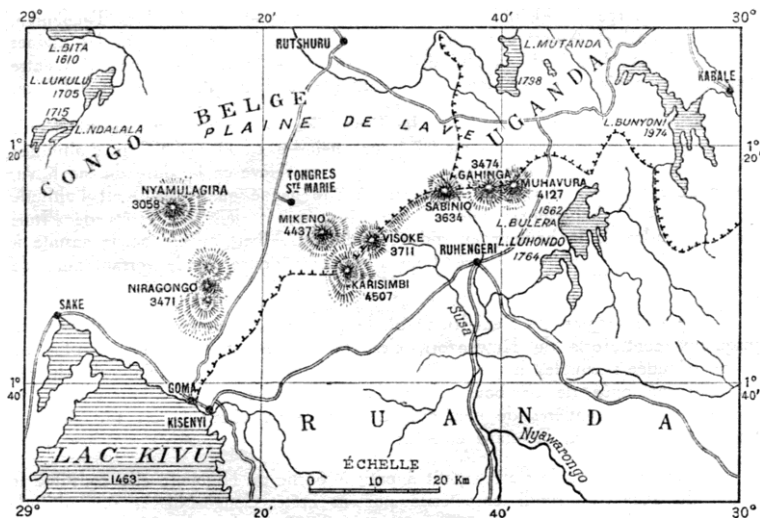 29°
20'
40'
30°
L.BITA
1610
RUTSHURU
L.MUTANDA
1798
KABALE
L.LUKULU
1705
1715
L.NDALALA
CONGO BELGE
PLAINE DE LAVE
UGANDA
L.BUNYONI
1974
1°
20'
1°
20'
NYAMULAGIRA
3058
TONGRES
STE MARIE
MIKENO
4437
VISOKE
3711
SABINIO
3634
3474
GAHINGA
MUHAVURA
4127
1862
L.BULERA
L.LUHONDO
1764
RUHENGERI
NIRAGONGO
3471
KARISIMBI
4507
SAKE
Susa
1°
40'
1°
40'
GOMA
KISENYI
RUANDA
Nyawarongo
LAC KIVU
1463
ÉCHELLE
0 10 20 Km
29°
20'
40'
30°